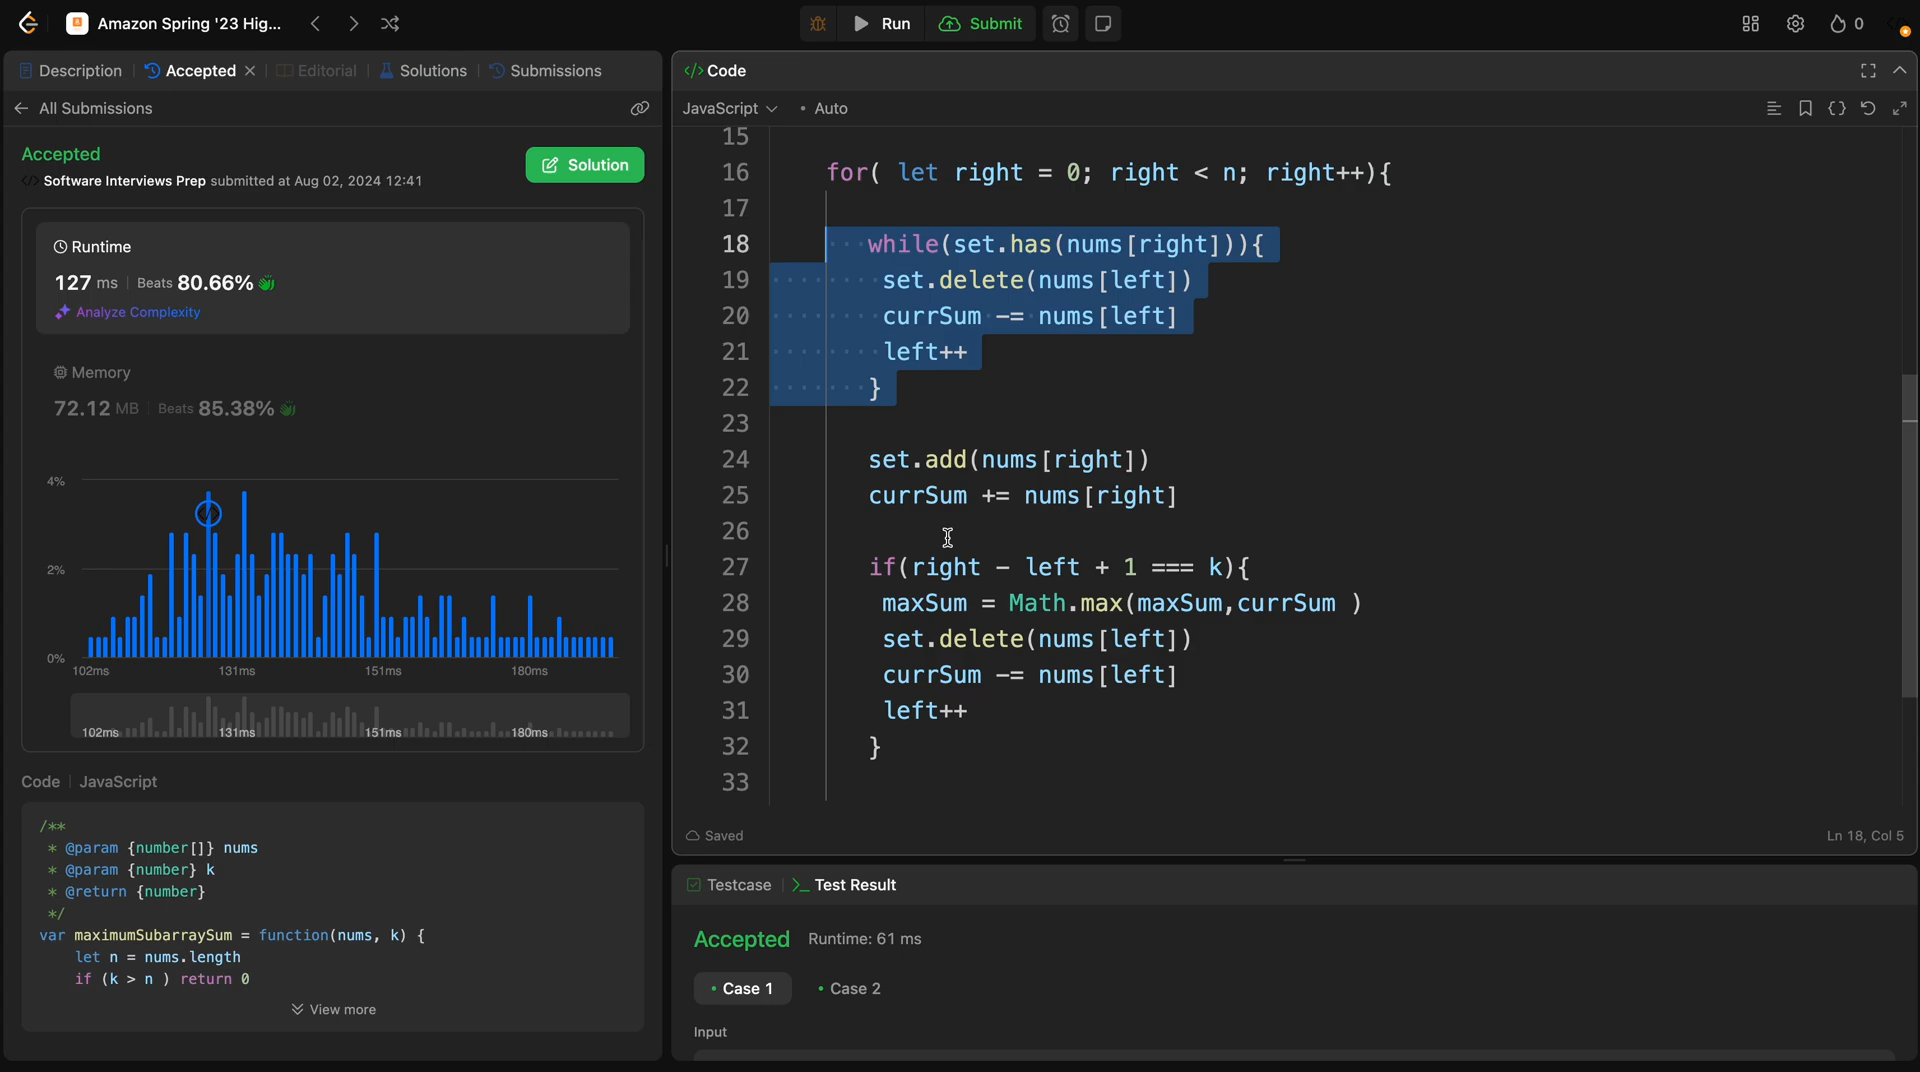 Amazon Spring '23 Hig...
Run
Submit
0
Description
Accepted
Editorial
Solutions
Submissions
All Submissions
Accepted
Software Interviews Prep submitted at Aug 02, 2024 12:41
Solution
Runtime
127 ms | Beats 80.66%
Analyze Complexity
Memory
72.12 MB | Beats 85.38%
4%
2%
0%
102ms 131ms 151ms 180ms
102ms 131ms 151ms 180ms
Code | JavaScript
/**
* @param {number[]} nums
* @param {number} k
* @return {number}
*/
var maximumSubarraySum = function(nums, k) {
let n = nums.length
if (k > n ) return 0
View more
</> Code
JavaScript
• Auto
15
16 for( let right = 0; right < n; right++){
17
18 while(set.has(nums[right])){
19 set.delete(nums[left])
20 currSum -= nums[left]
21 left++
22 }
23
24 set.add(nums[right])
25 currSum += nums[right]
26
27 if(right - left + 1 === k){
28 maxSum = Math.max(maxSum,currSum )
29 set.delete(nums[left])
30 currSum -= nums[left]
31 left++
32 }
33
Saved
Ln 18, Col 5
Testcase
Test Result
Accepted Runtime: 61 ms
• Case 1 • Case 2
Input